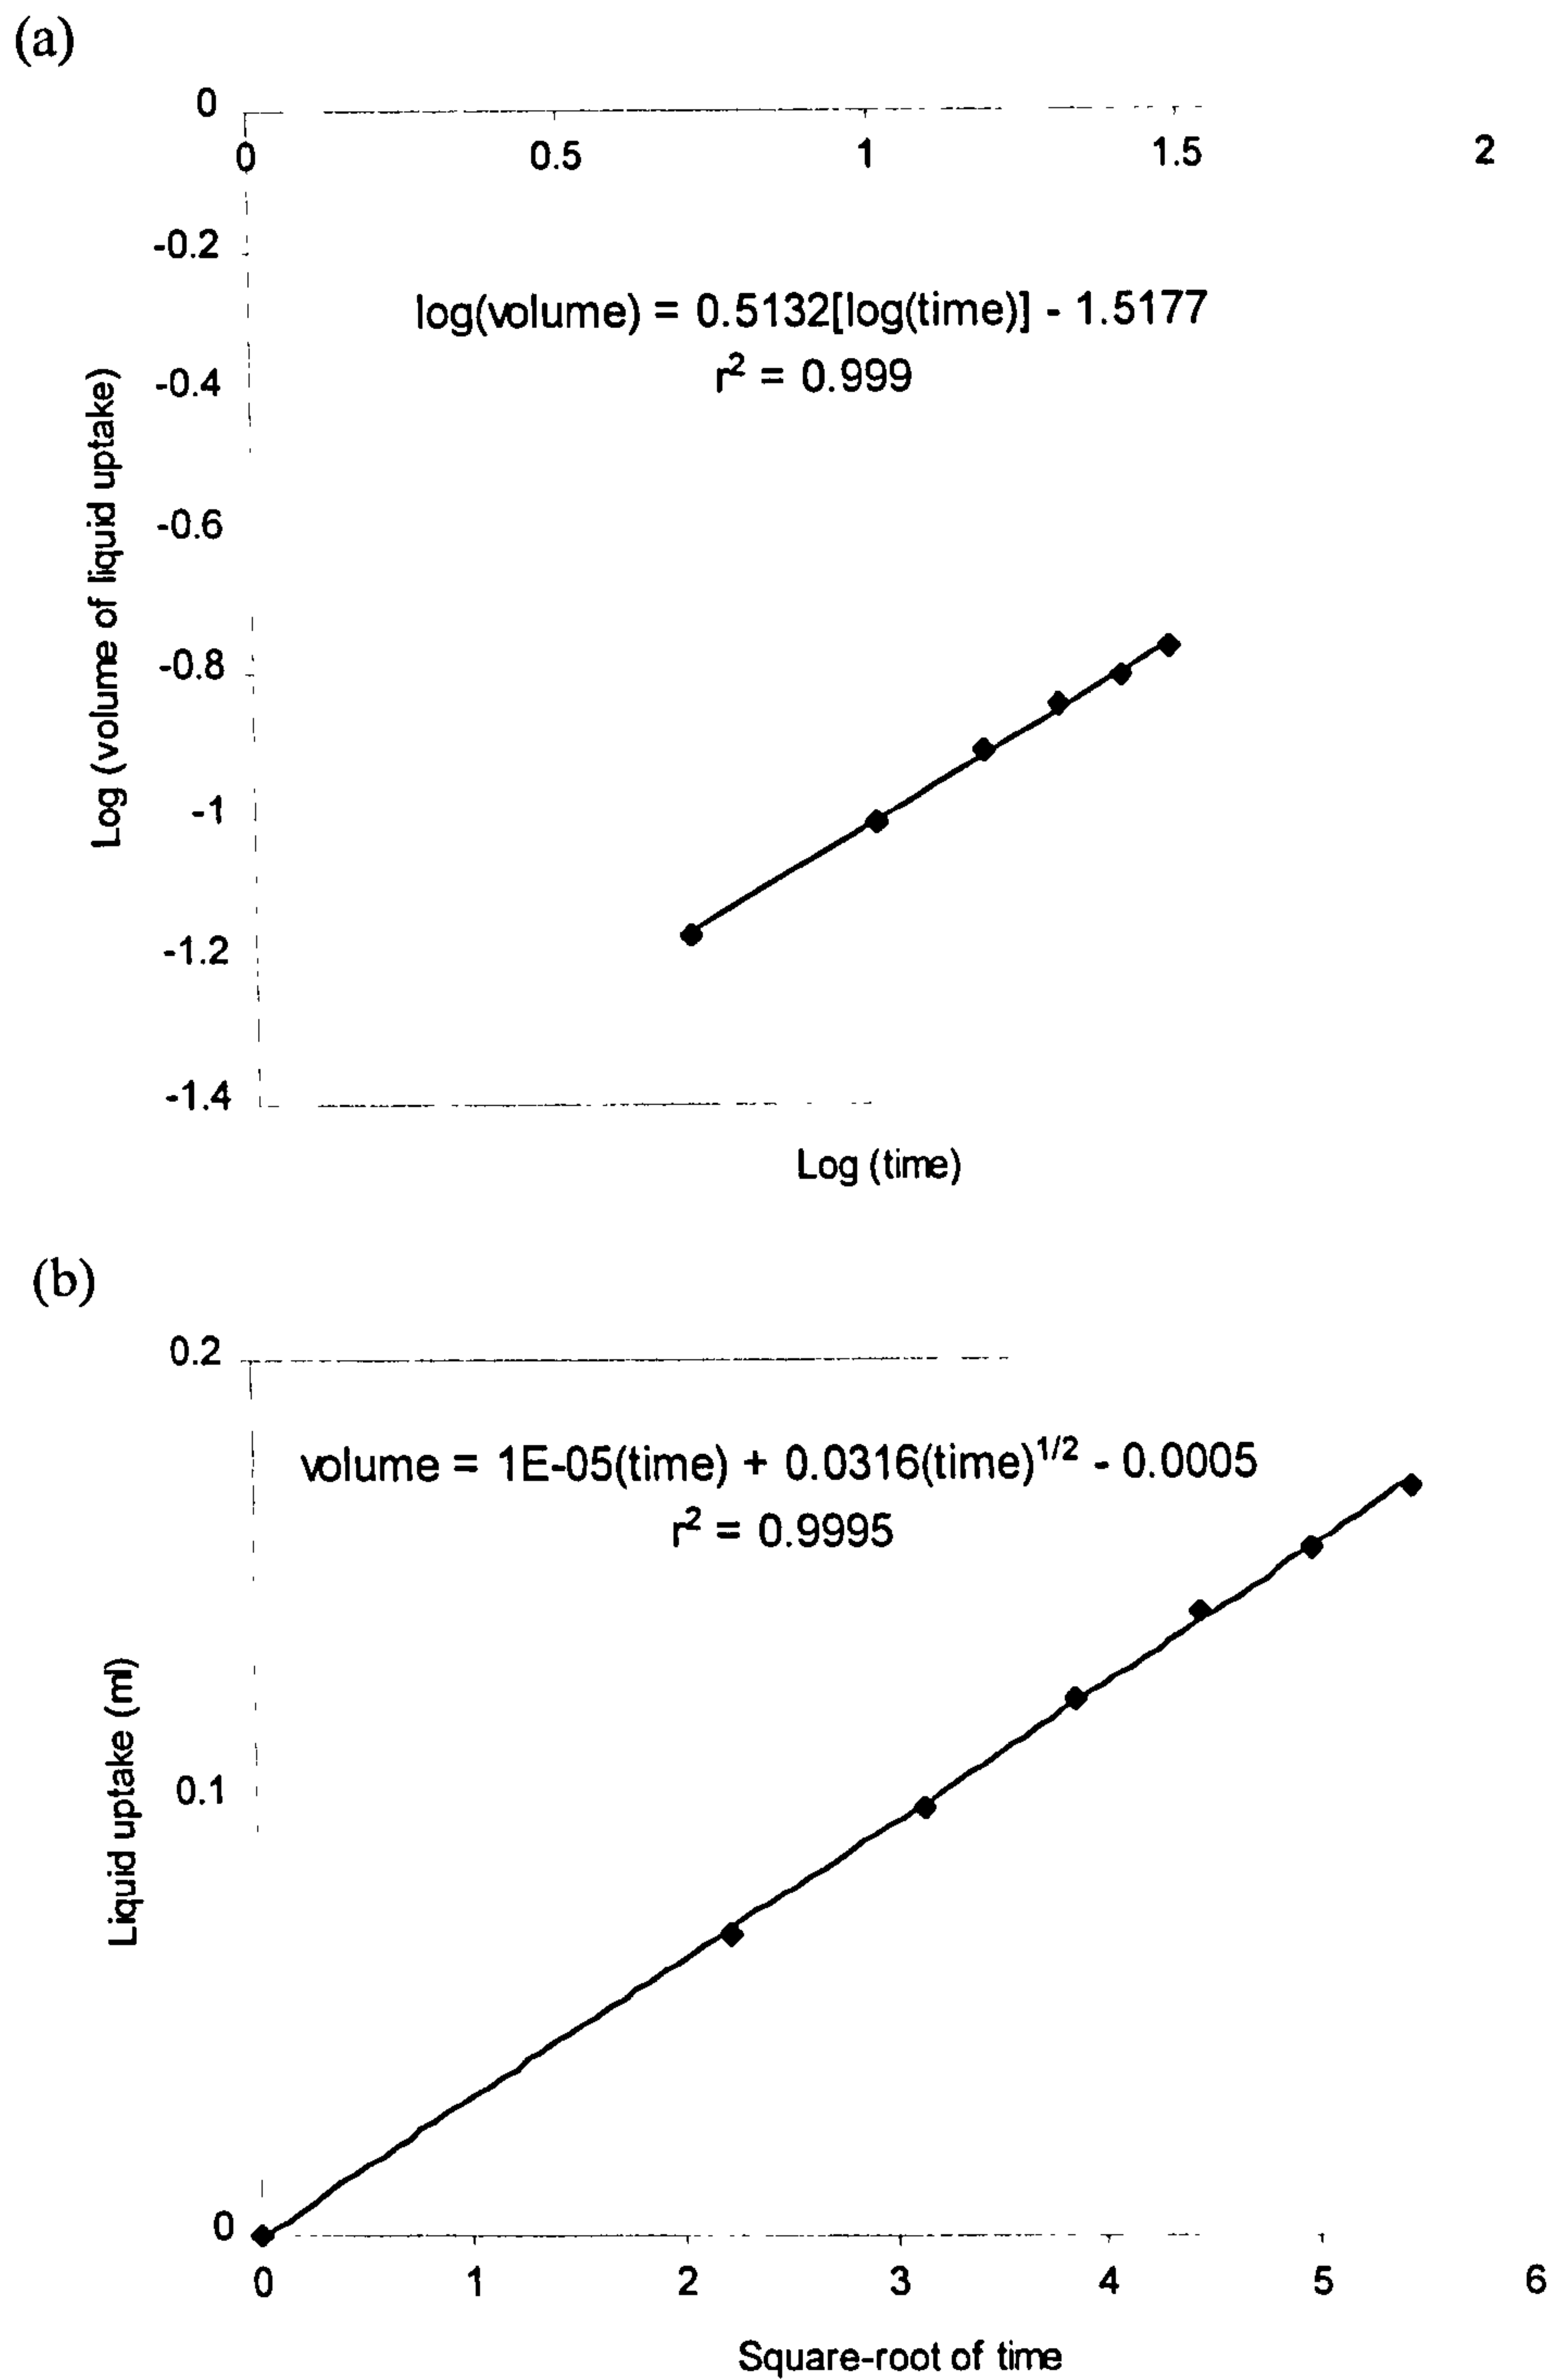 (a)
0
0
0.5
1
1.5
2
-0.2
log(volume) = 0.5132[log(time)] - 1.5177
r² = 0.999
-0.4
-0.6
-0.8
-1
-1.2
-1.4
Log (volume of liquid uptake)
Log (time)
(b)
0.2
volume = 1E-05(time) + 0.0316(time)^1/2 - 0.0005
r² = 0.9995
Liquid uptake (ml)
0.1
0
0
1
2
3
4
5
6
Square-root of time